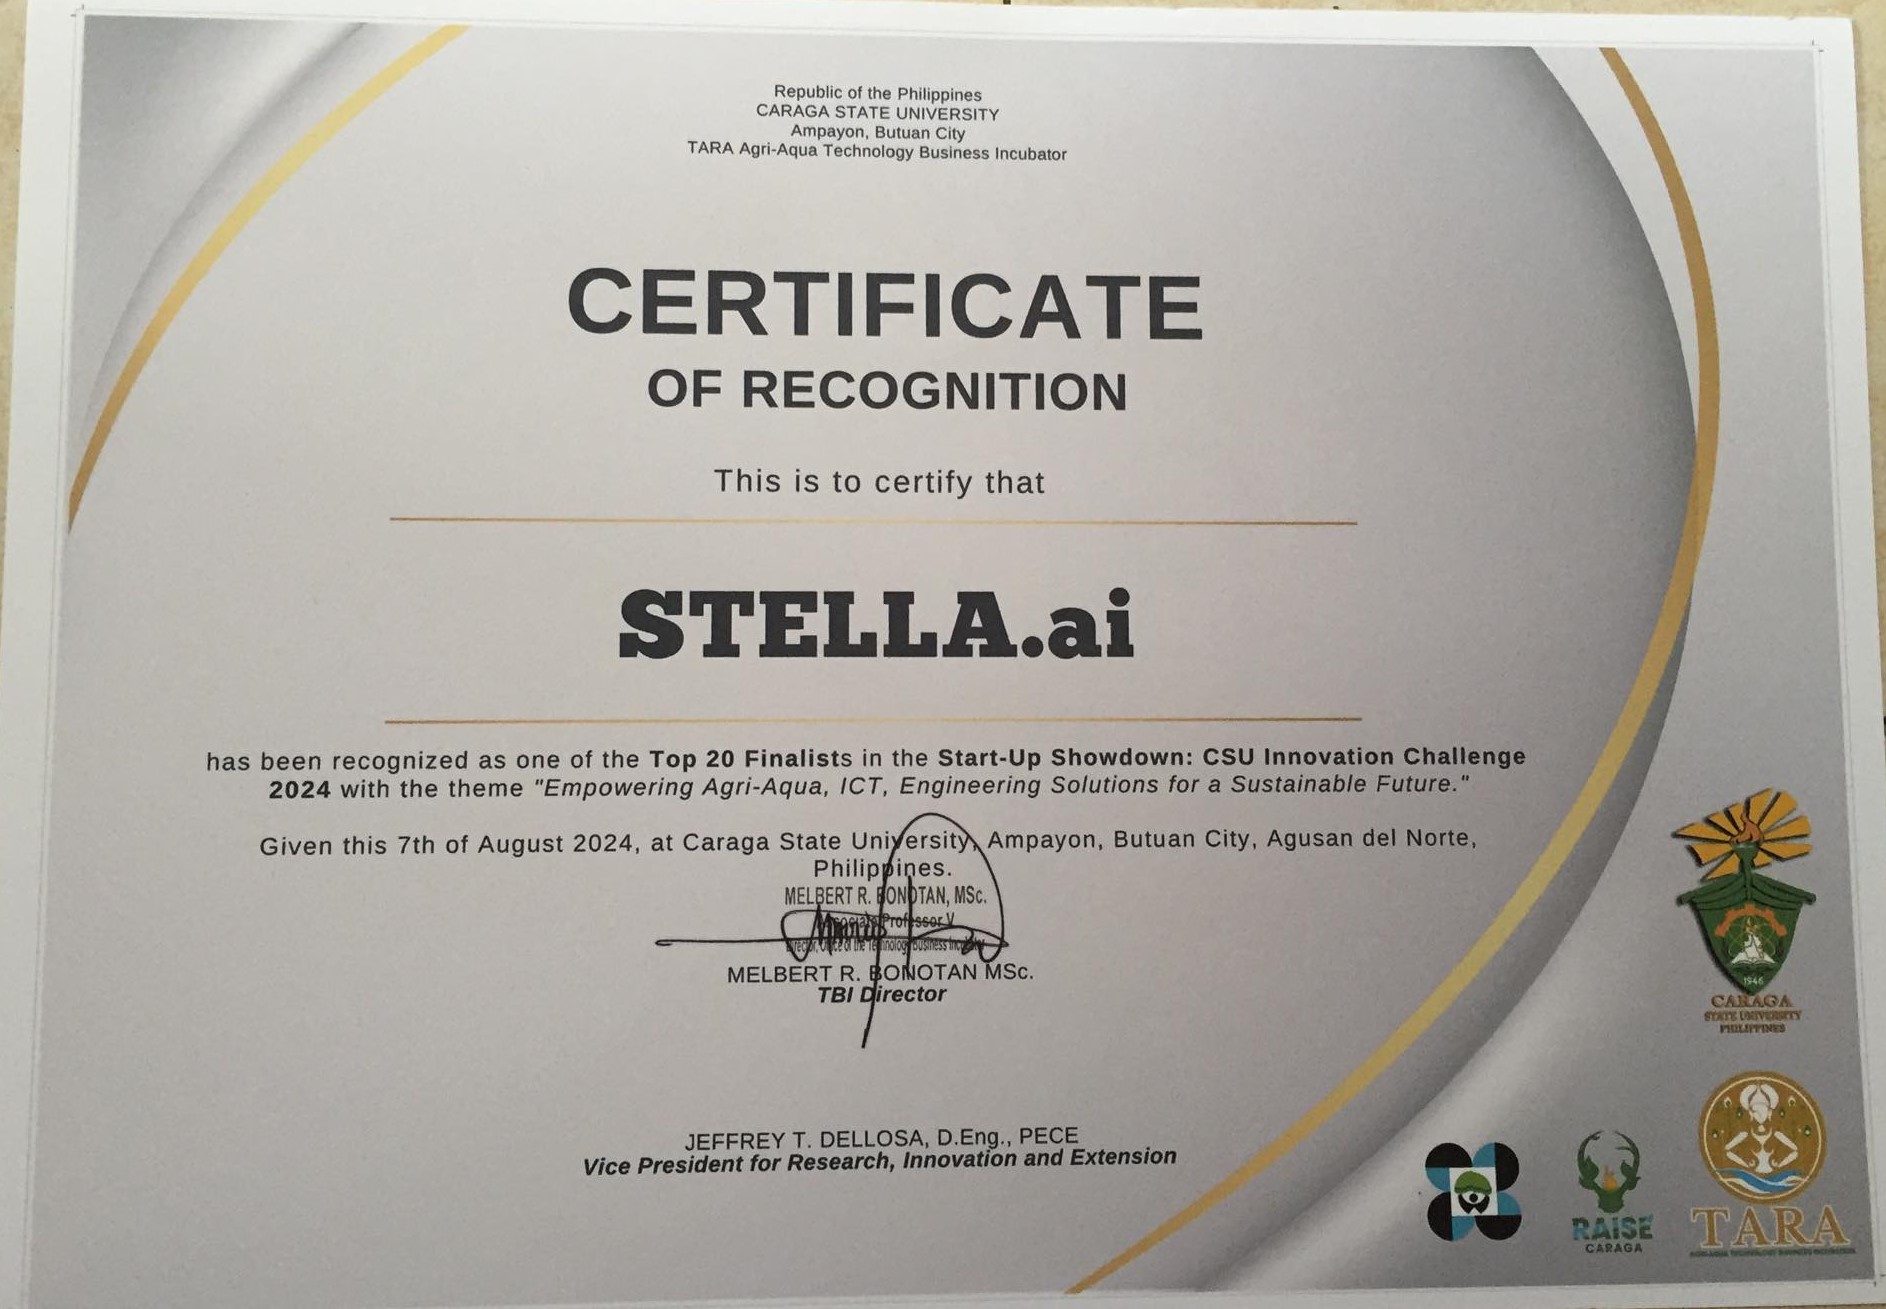 Republic of the Philippines
CARAGA STATE UNIVERSITY
Ampayon, Butuan City
TARA Agri-Aqua Technology Business Incubator
CERTIFICATE
OF RECOGNITION
This is to certify that
STELLA.ai
has been recognized as one of the Top 20 Finalists in the Start-Up Showdown: CSU Innovation Challenge
2024 with the theme "Empowering Agri-Aqua, ICT, Engineering Solutions for a Sustainable Future."
Given this 7th of August 2024, at Caraga State University, Ampayon, Butuan City, Agusan del Norte,
Philippines.
MELBERT R. BONOTAN, MSc.
Associate Professor V
Director, Office of the Technology Business Incubator
MELBERT R. BONOTAN MSc.
TBI Director
JEFFREY T. DELLOSA, D.Eng., PECE
Vice President for Research, Innovation and Extension
1946
CARAGA
STATE UNIVERSITY
PHILIPPINES
RAISE
CARAGA
TARA